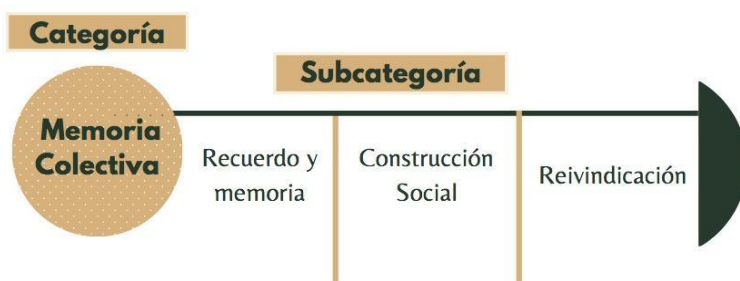 Categoría
Subcategoría
Memoria
Colectiva
Recuerdo y
memoria
Construcción
Social
Reivindicación